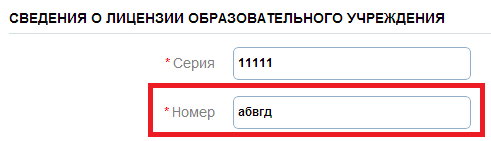 СВЕДЕНИЯ О ЛИЦЕНЗИИ ОБРАЗОВАТЕЛЬНОГО УЧРЕЖДЕНИЯ
* Серия 11111
* Номер абвгд